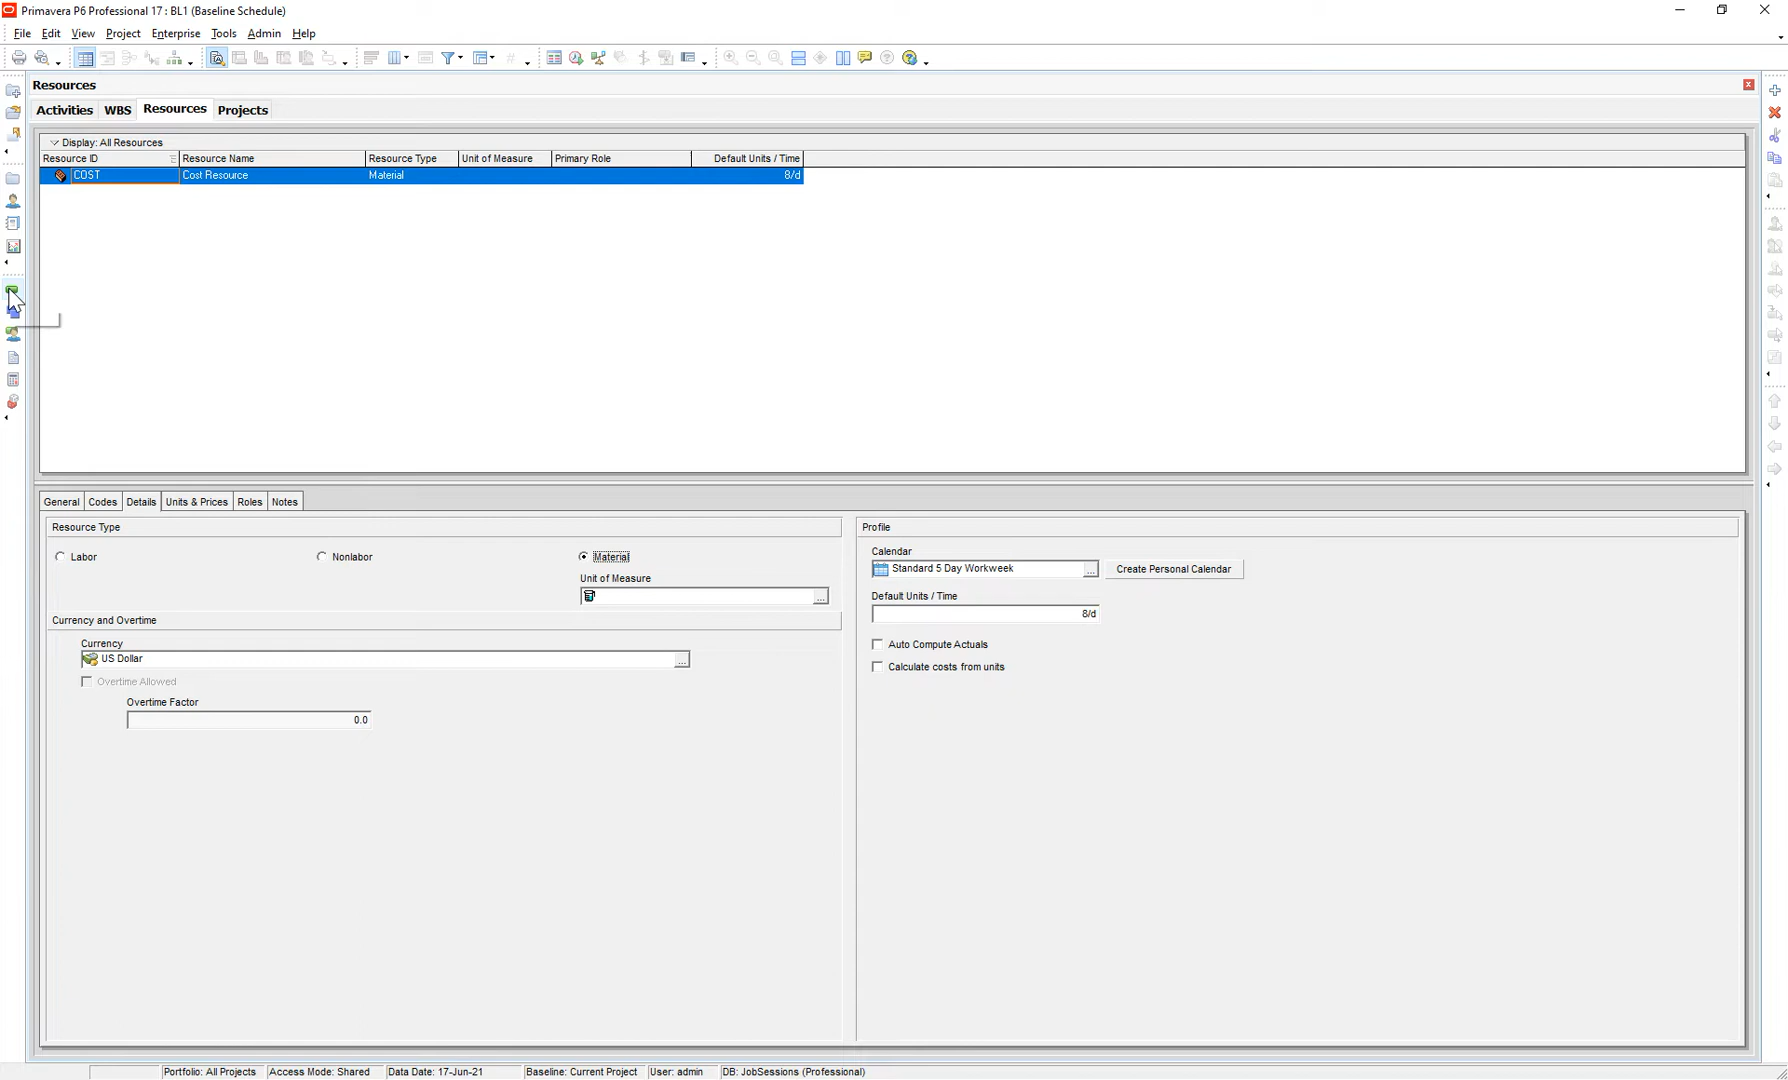 Primavera P6 Professional 17 : BL1 (Baseline Schedule)
File Edit View Project Enterprise Tools Admin Help
Resources
Activities WBS Resources Projects
Display: All Resources
Resource ID Resource Name Resource Type Unit of Measure Primary Role Default Units / Time
COST Cost Resource Material 8/d
General Codes Details Units & Prices Roles Notes
Resource Type
Labor Nonlabor Material
Unit of Measure
...
Currency and Overtime
Currency
US Dollar ...
Overtime Allowed
Overtime Factor
0.0
Profile
Calendar
Standard 5 Day Workweek ... Create Personal Calendar
Default Units / Time
8/d
Auto Compute Actuals
Calculate costs from units
Portfolio: All Projects Access Mode: Shared Data Date: 17-Jun-21 Baseline: Current Project User: admin DB: JobSessions (Professional)